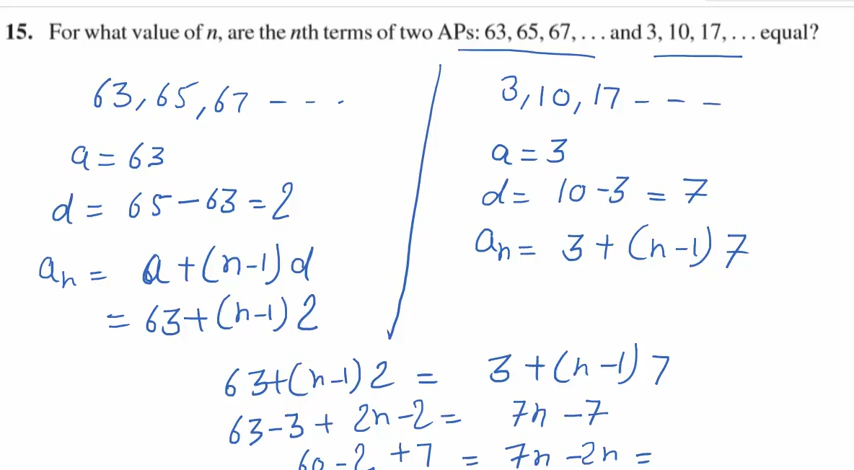 15. For what value of n, are the nth terms of two APs: 63, 65, 67, . . . and 3, 10, 17, . . . equal?
63, 65, 67 - - -
a = 63
d = 65 - 63 = 2
an = a + (n-1) d
= 63 + (n-1) 2
3, 10, 17 - - -
a = 3
d = 10 - 3 = 7
an = 3 + (n-1) 7
63+(n-1) 2 = 3 + (n-1) 7
63-3 + 2n-2 = 7n - 7
60-2 +7 = 7n - 2n =